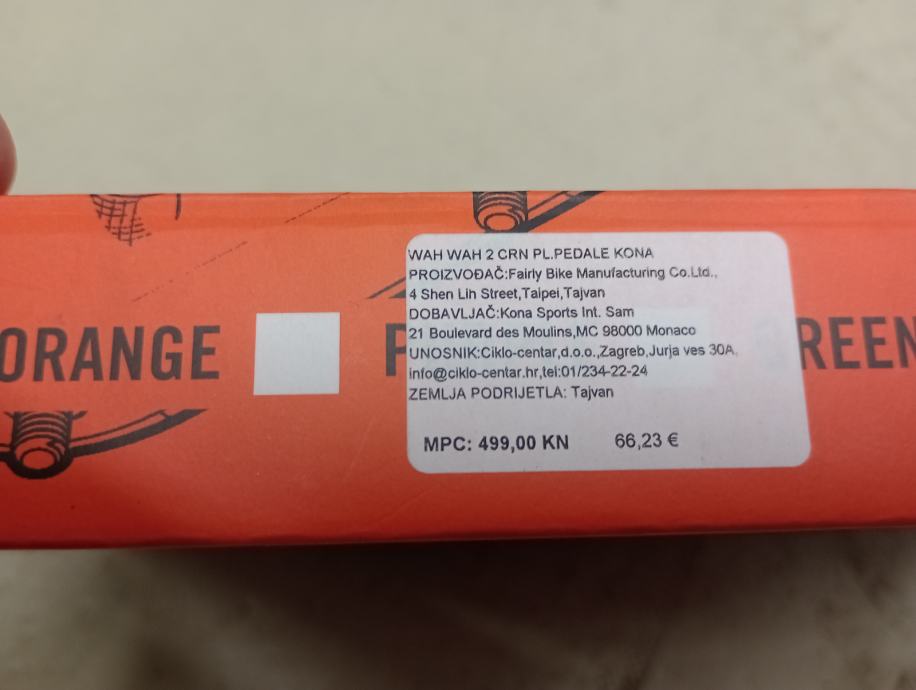 WAH WAH 2 CRN PL.PEDALE KONA
PROIZVOĐAČ:Fairly Bike Manufacturing Co.Ltd.,
4 Shen Lih Street,Taipei,Tajvan
DOBAVLJAČ:Kona Sports Int. Sam
21 Boulevard des Moulins,MC 98000 Monaco
UNOSNIK:Ciklo-centar,d.o.o.,Zagreb,Jurja ves 30A,
info@ciklo-centar.hr,tel:01/234-22-24
ZEMLJA PODRIJETLA: Tajvan
MPC: 499,00 KN 66,23 €
ORANGE